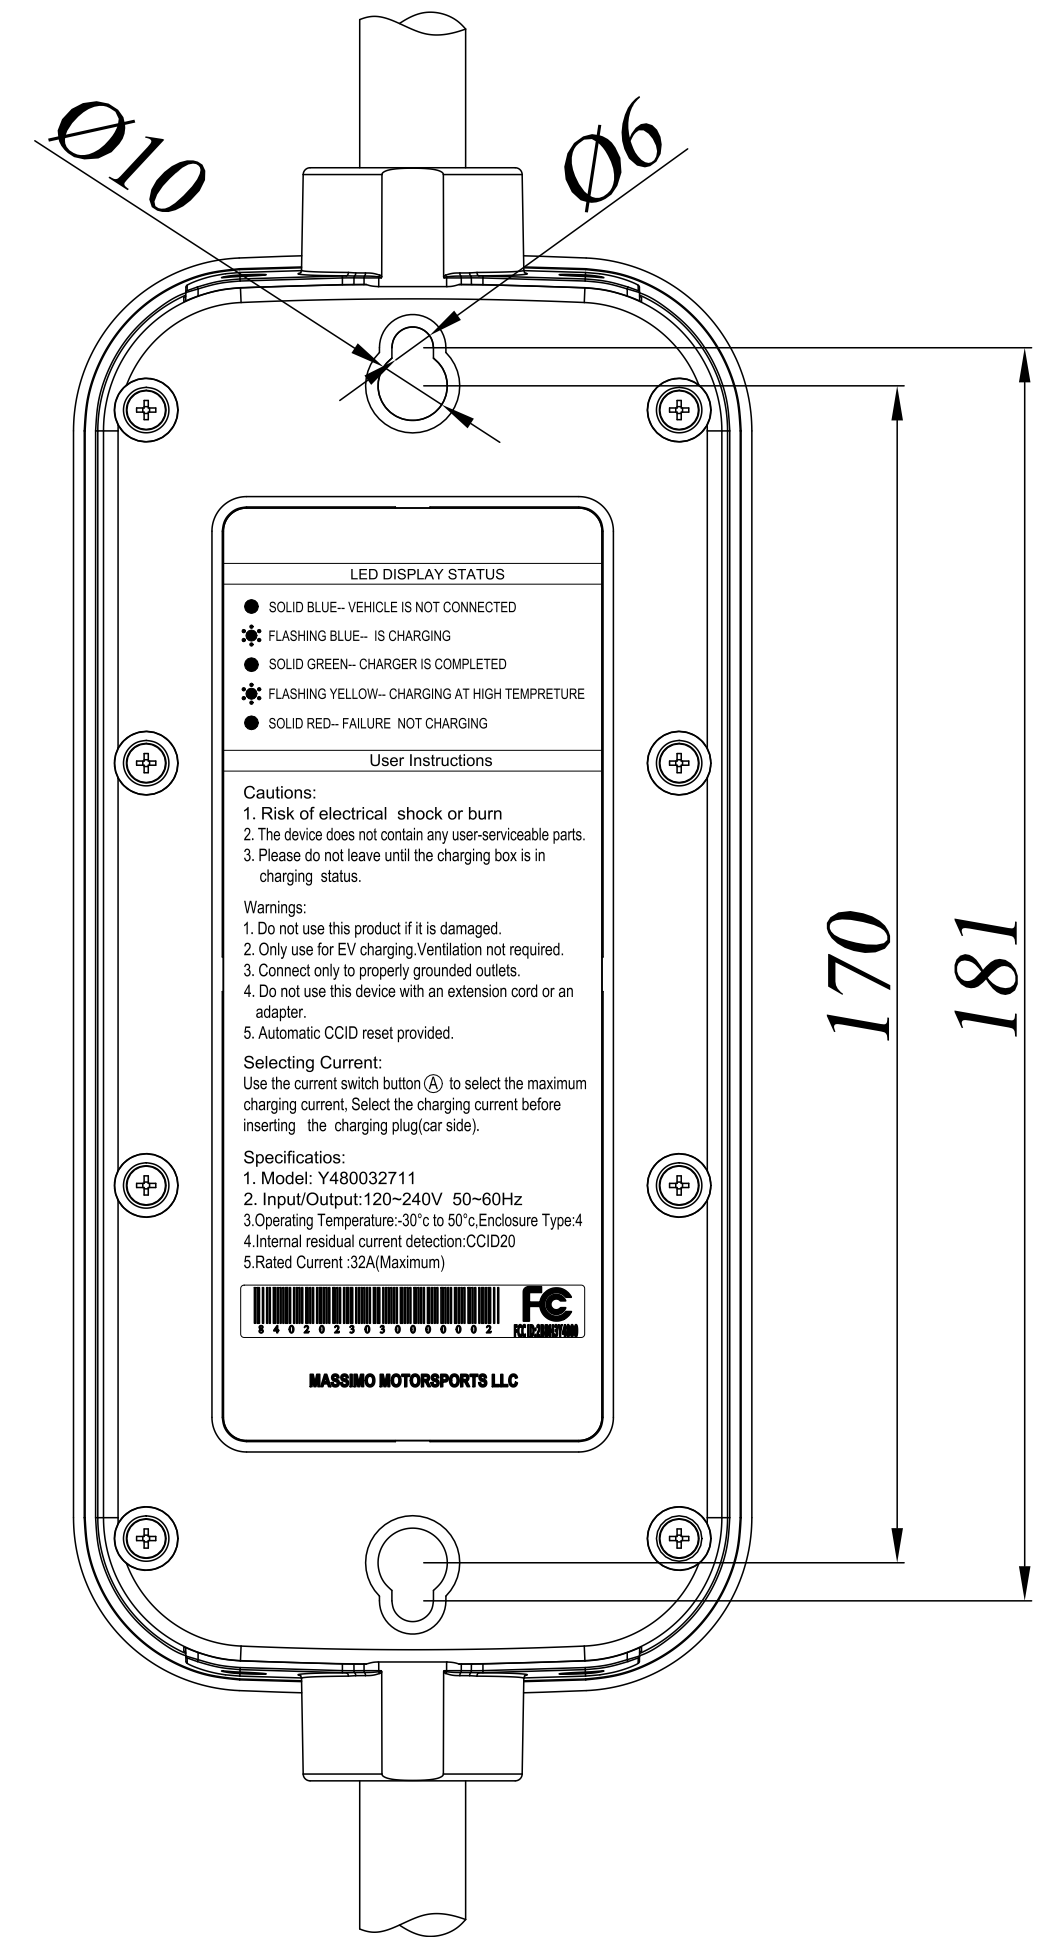 Ø10
Ø6
LED DISPLAY STATUS
SOLID BLUE-- VEHICLE IS NOT CONNECTED
FLASHING BLUE-- IS CHARGING
SOLID GREEN-- CHARGER IS COMPLETED
FLASHING YELLOW-- CHARGING AT HIGH TEMPRETURE
SOLID RED-- FAILURE NOT CHARGING
User Instructions
Cautions:
1. Risk of electrical shock or burn
2. The device does not contain any user-serviceable parts.
3. Please do not leave until the charging box is in
charging status.
Warnings:
1. Do not use this product if it is damaged.
2. Only use for EV charging.Ventilation not required.
3. Connect only to properly grounded outlets.
4. Do not use this device with an extension cord or an
adapter.
5. Automatic CCID reset provided.
Selecting Current:
Use the current switch button Ⓐ to select the maximum
charging current, Select the charging current before
inserting the charging plug(car side).
Specificatios:
1. Model: Y480032711
2. Input/Output:120~240V 50~60Hz
3.Operating Temperature:-30°c to 50°c,Enclosure Type:4
4.Internal residual current detection:CCID20
5.Rated Current :32A(Maximum)
8402023030000002
FC
FCC ID:
MASSIMO MOTORSPORTS LLC
170
181